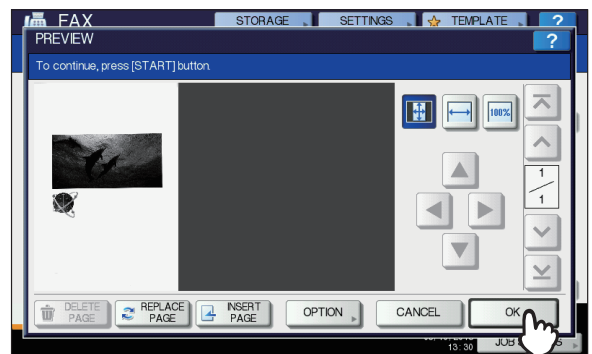 FAX STORAGE SETTINGS TEMPLATE ?
PREVIEW ?
To continue, press [START] button.
100%
1
1
DELETE PAGE
REPLACE PAGE
INSERT PAGE
OPTION
CANCEL
OK
13:30
JOB